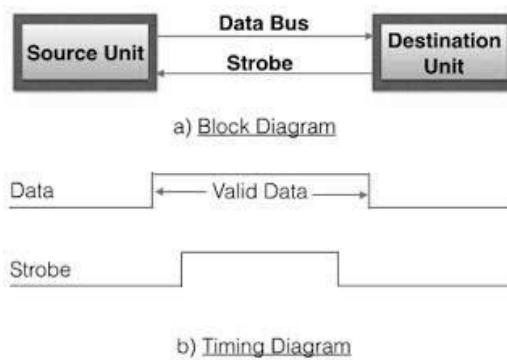 Data Bus
Source Unit
Destination
Unit
Strobe
a) Block Diagram
Data
Valid Data
Strobe
b) Timing Diagram